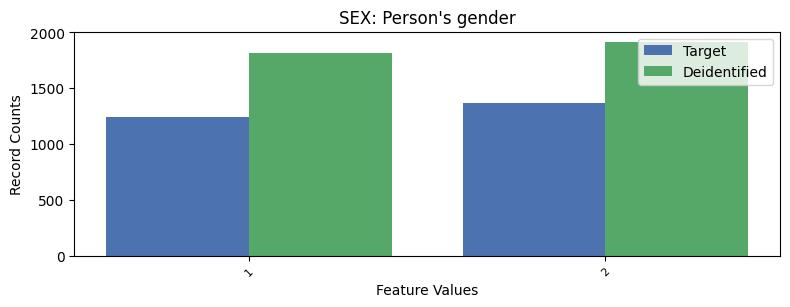 SEX: Person's gender
Target
Deidentified
2000
1500
1000
500
0
Record Counts
1
2
Feature Values